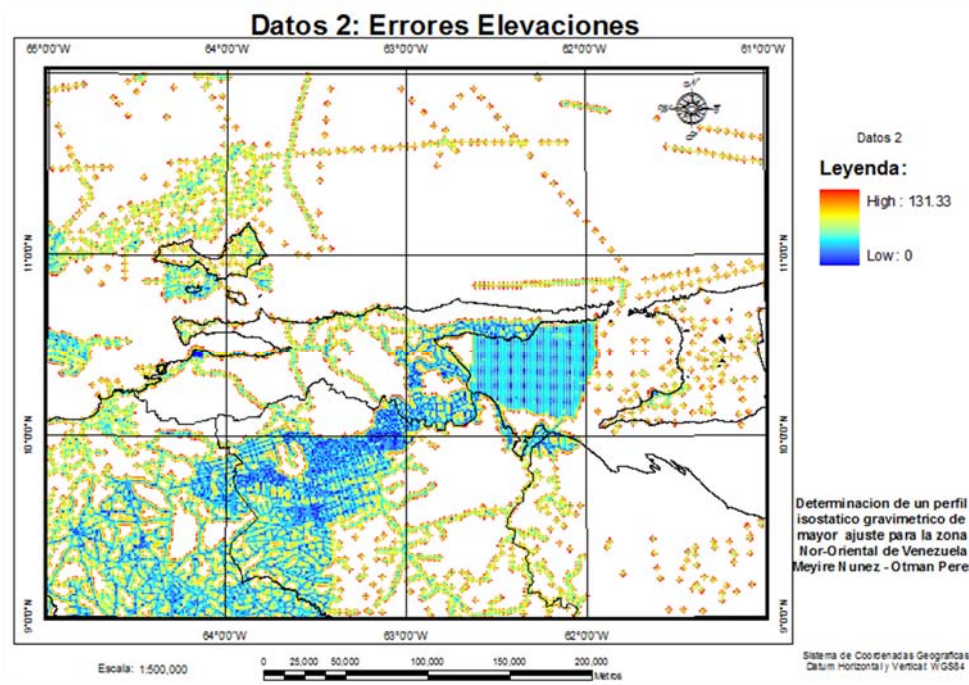 Datos 2: Errores Elevaciones
65°0'0"W 64°0'0"W 63°0'0"W 62°0'0"W 61°0'0"W
11°0'0"N 11°0'0"N
10°0'0"N 10°0'0"N
9°0'0"N 9°0'0"N
64°0'0"W 63°0'0"W 62°0'0"W
Datos 2
Leyenda:
High : 131.33
Low : 0
Determinacion de un perfil
isostatico gravimetrico de
mayor ajuste para la zona
Nor-Oriental de Venezuela
Meyire Nunez - Otman Pere
Escala: 1:500,000
0 25,000 50,000 100,000 150,000 200,000
Metros
Sistema de Coordenadas Geograficas
Datum Horizontal y Vertical WGS84